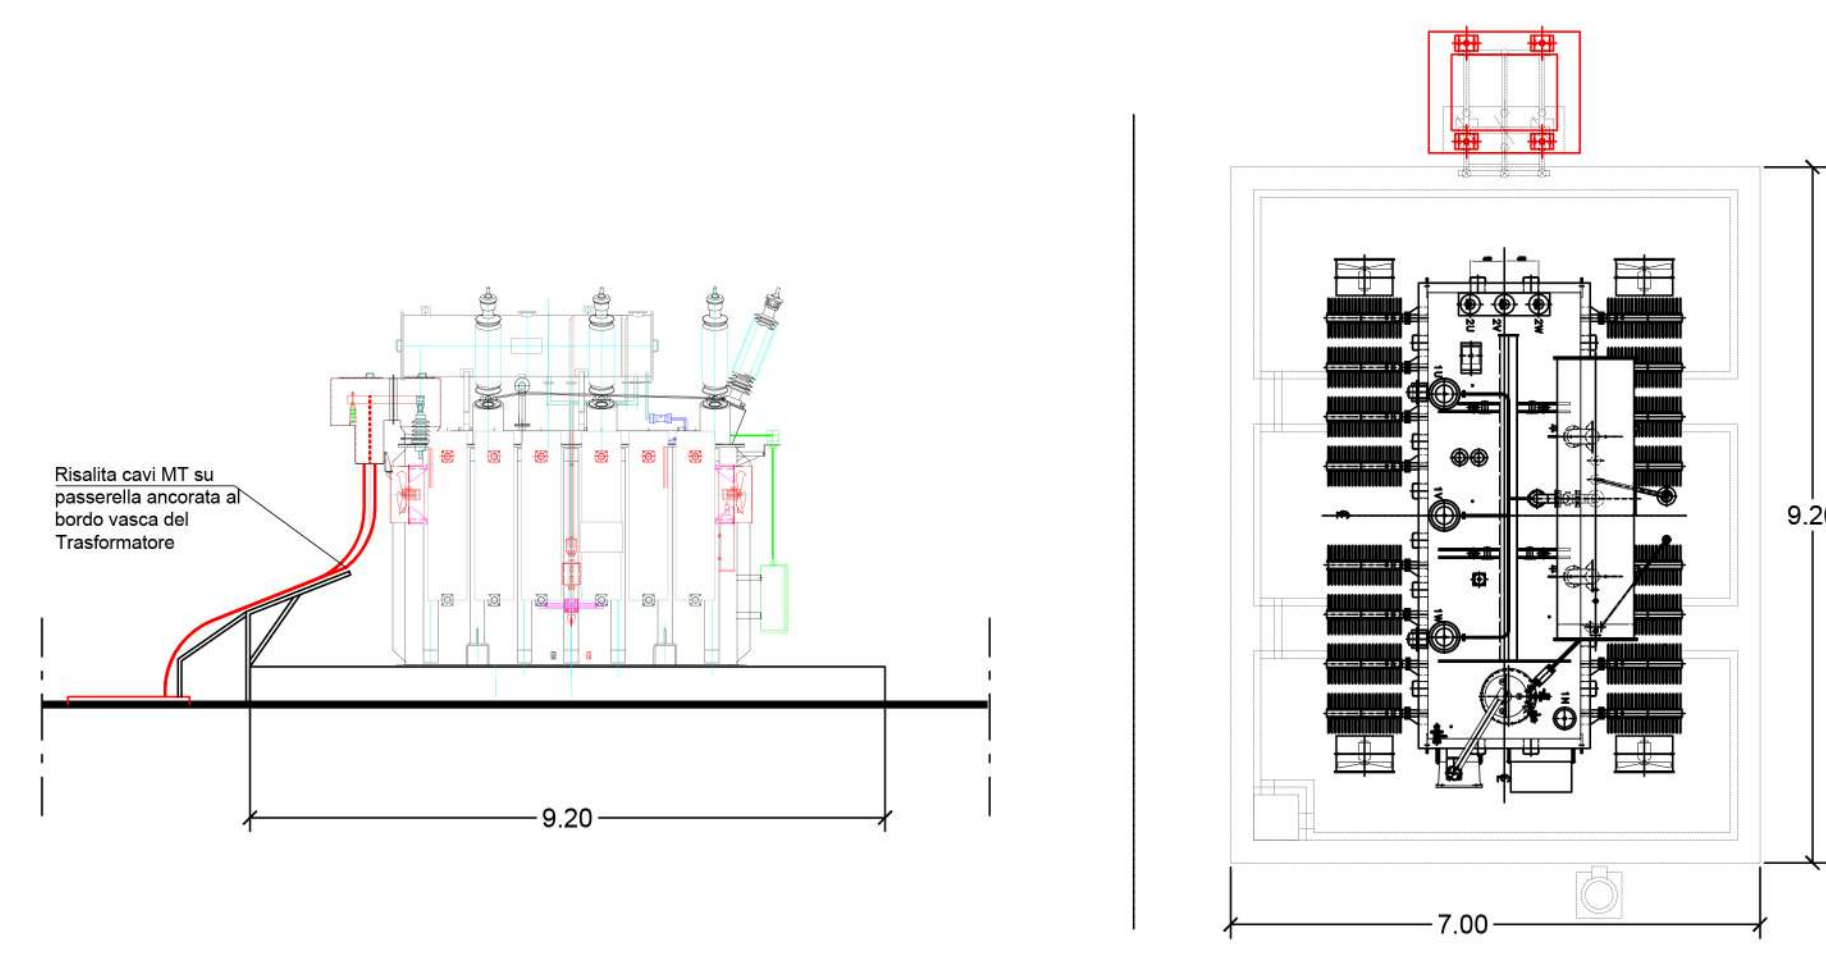 Risalita cavi MT su
passerella ancorata al
bordo vasca del
Trasformatore
9.20
2U
2V
2W
1U
1V
1W
1N
9.20
7.00